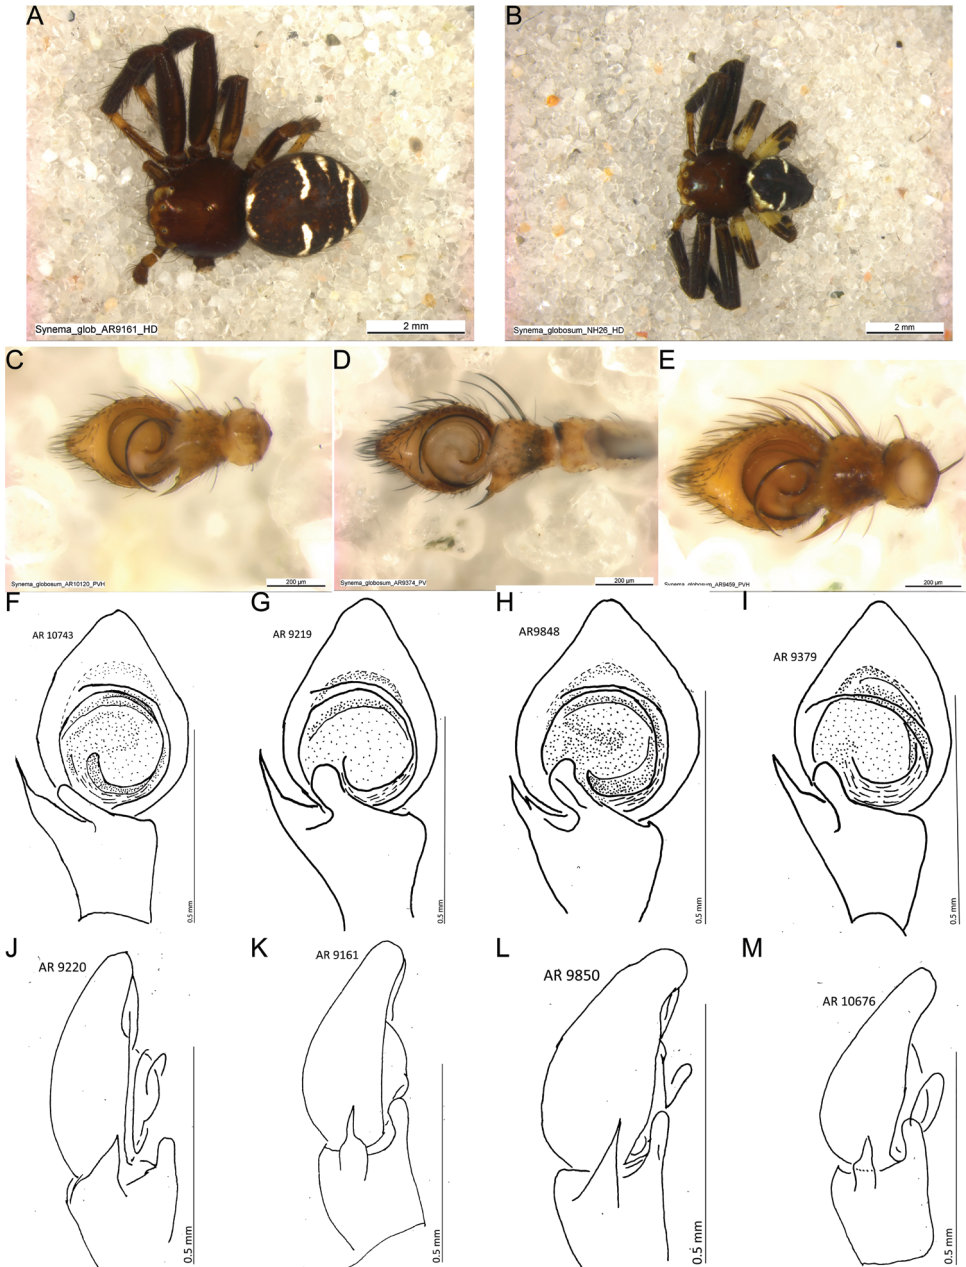 A
B
Synema_glob_AR9161_HD
2 mm
Synema_globosum_NH26_HD
2 mm
C
D
E
Synema_globosum_AR10120_PVH
200 µm
Synema_globosum_AR9374_PV
200 µm
Synema_globosum_AR9459_PVH
200 µm
F
G
H
I
AR 10743
AR 9219
AR9848
AR 9379
0.5 mm
0.5 mm
0.5 mm
0.5 mm
J
K
L
M
AR 9220
AR 9161
AR 9850
AR 10676
0.5 mm
0.5 mm
0.5 mm
0.5 mm